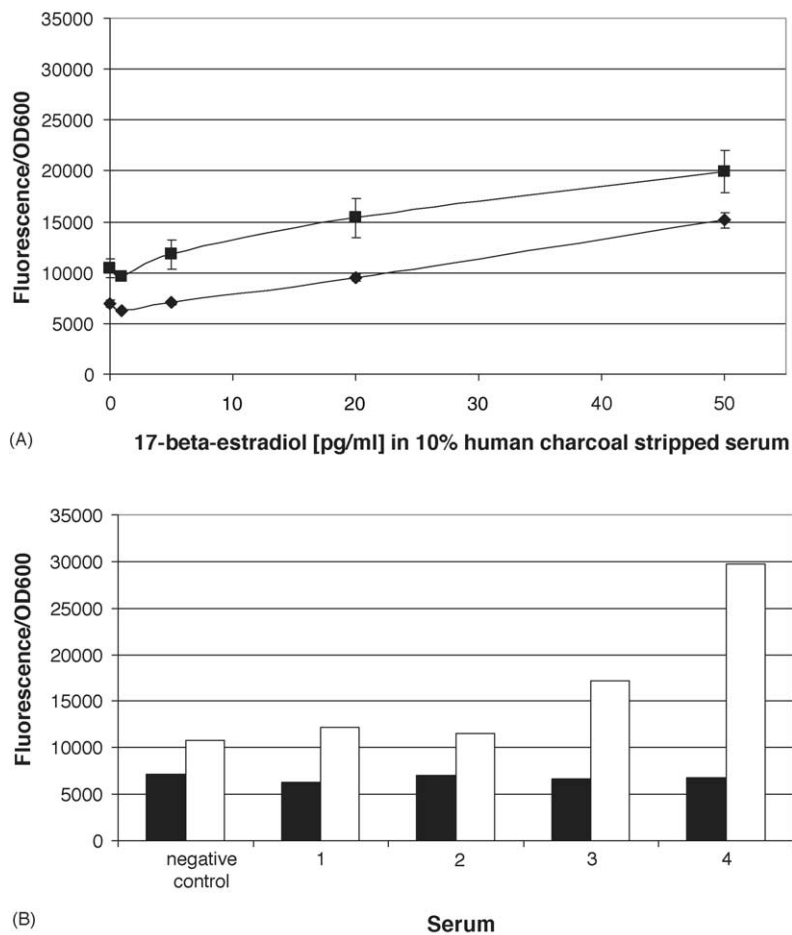 35000
30000
25000
20000
15000
10000
5000
0
Fluorescence/OD600
0 10 20 30 40 50
(A) 17-beta-estradiol [pg/ml] in 10% human charcoal stripped serum
35000
30000
25000
20000
15000
10000
5000
0
Fluorescence/OD600
negative control 1 2 3 4
(B) Serum